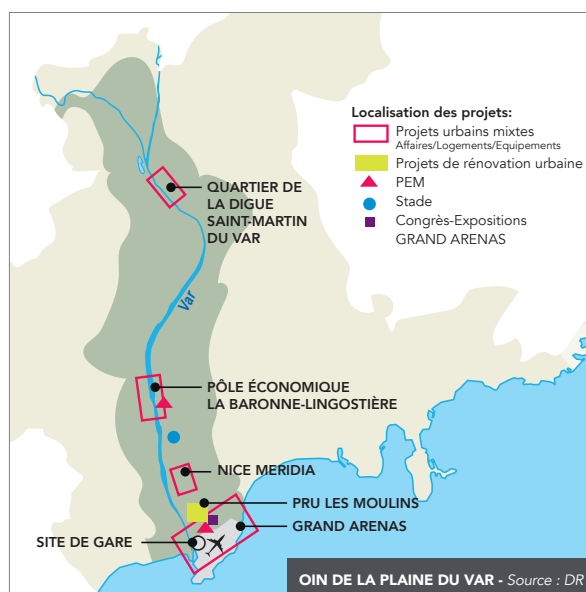 Localisation des projets:
Projets urbains mixtes
Affaires/Logements/Equipements
Projets de rénovation urbaine
PEM
Stade
Congrès-Expositions
GRAND ARENAS
QUARTIER DE
LA DIGUE
SAINT-MARTIN
DU VAR
Var
PÔLE ÉCONOMIQUE
LA BARONNE-LINGOSTIÈRE
NICE MERIDIA
PRU LES MOULINS
GRAND ARENAS
SITE DE GARE
OIN DE LA PLAINE DU VAR - Source : DR